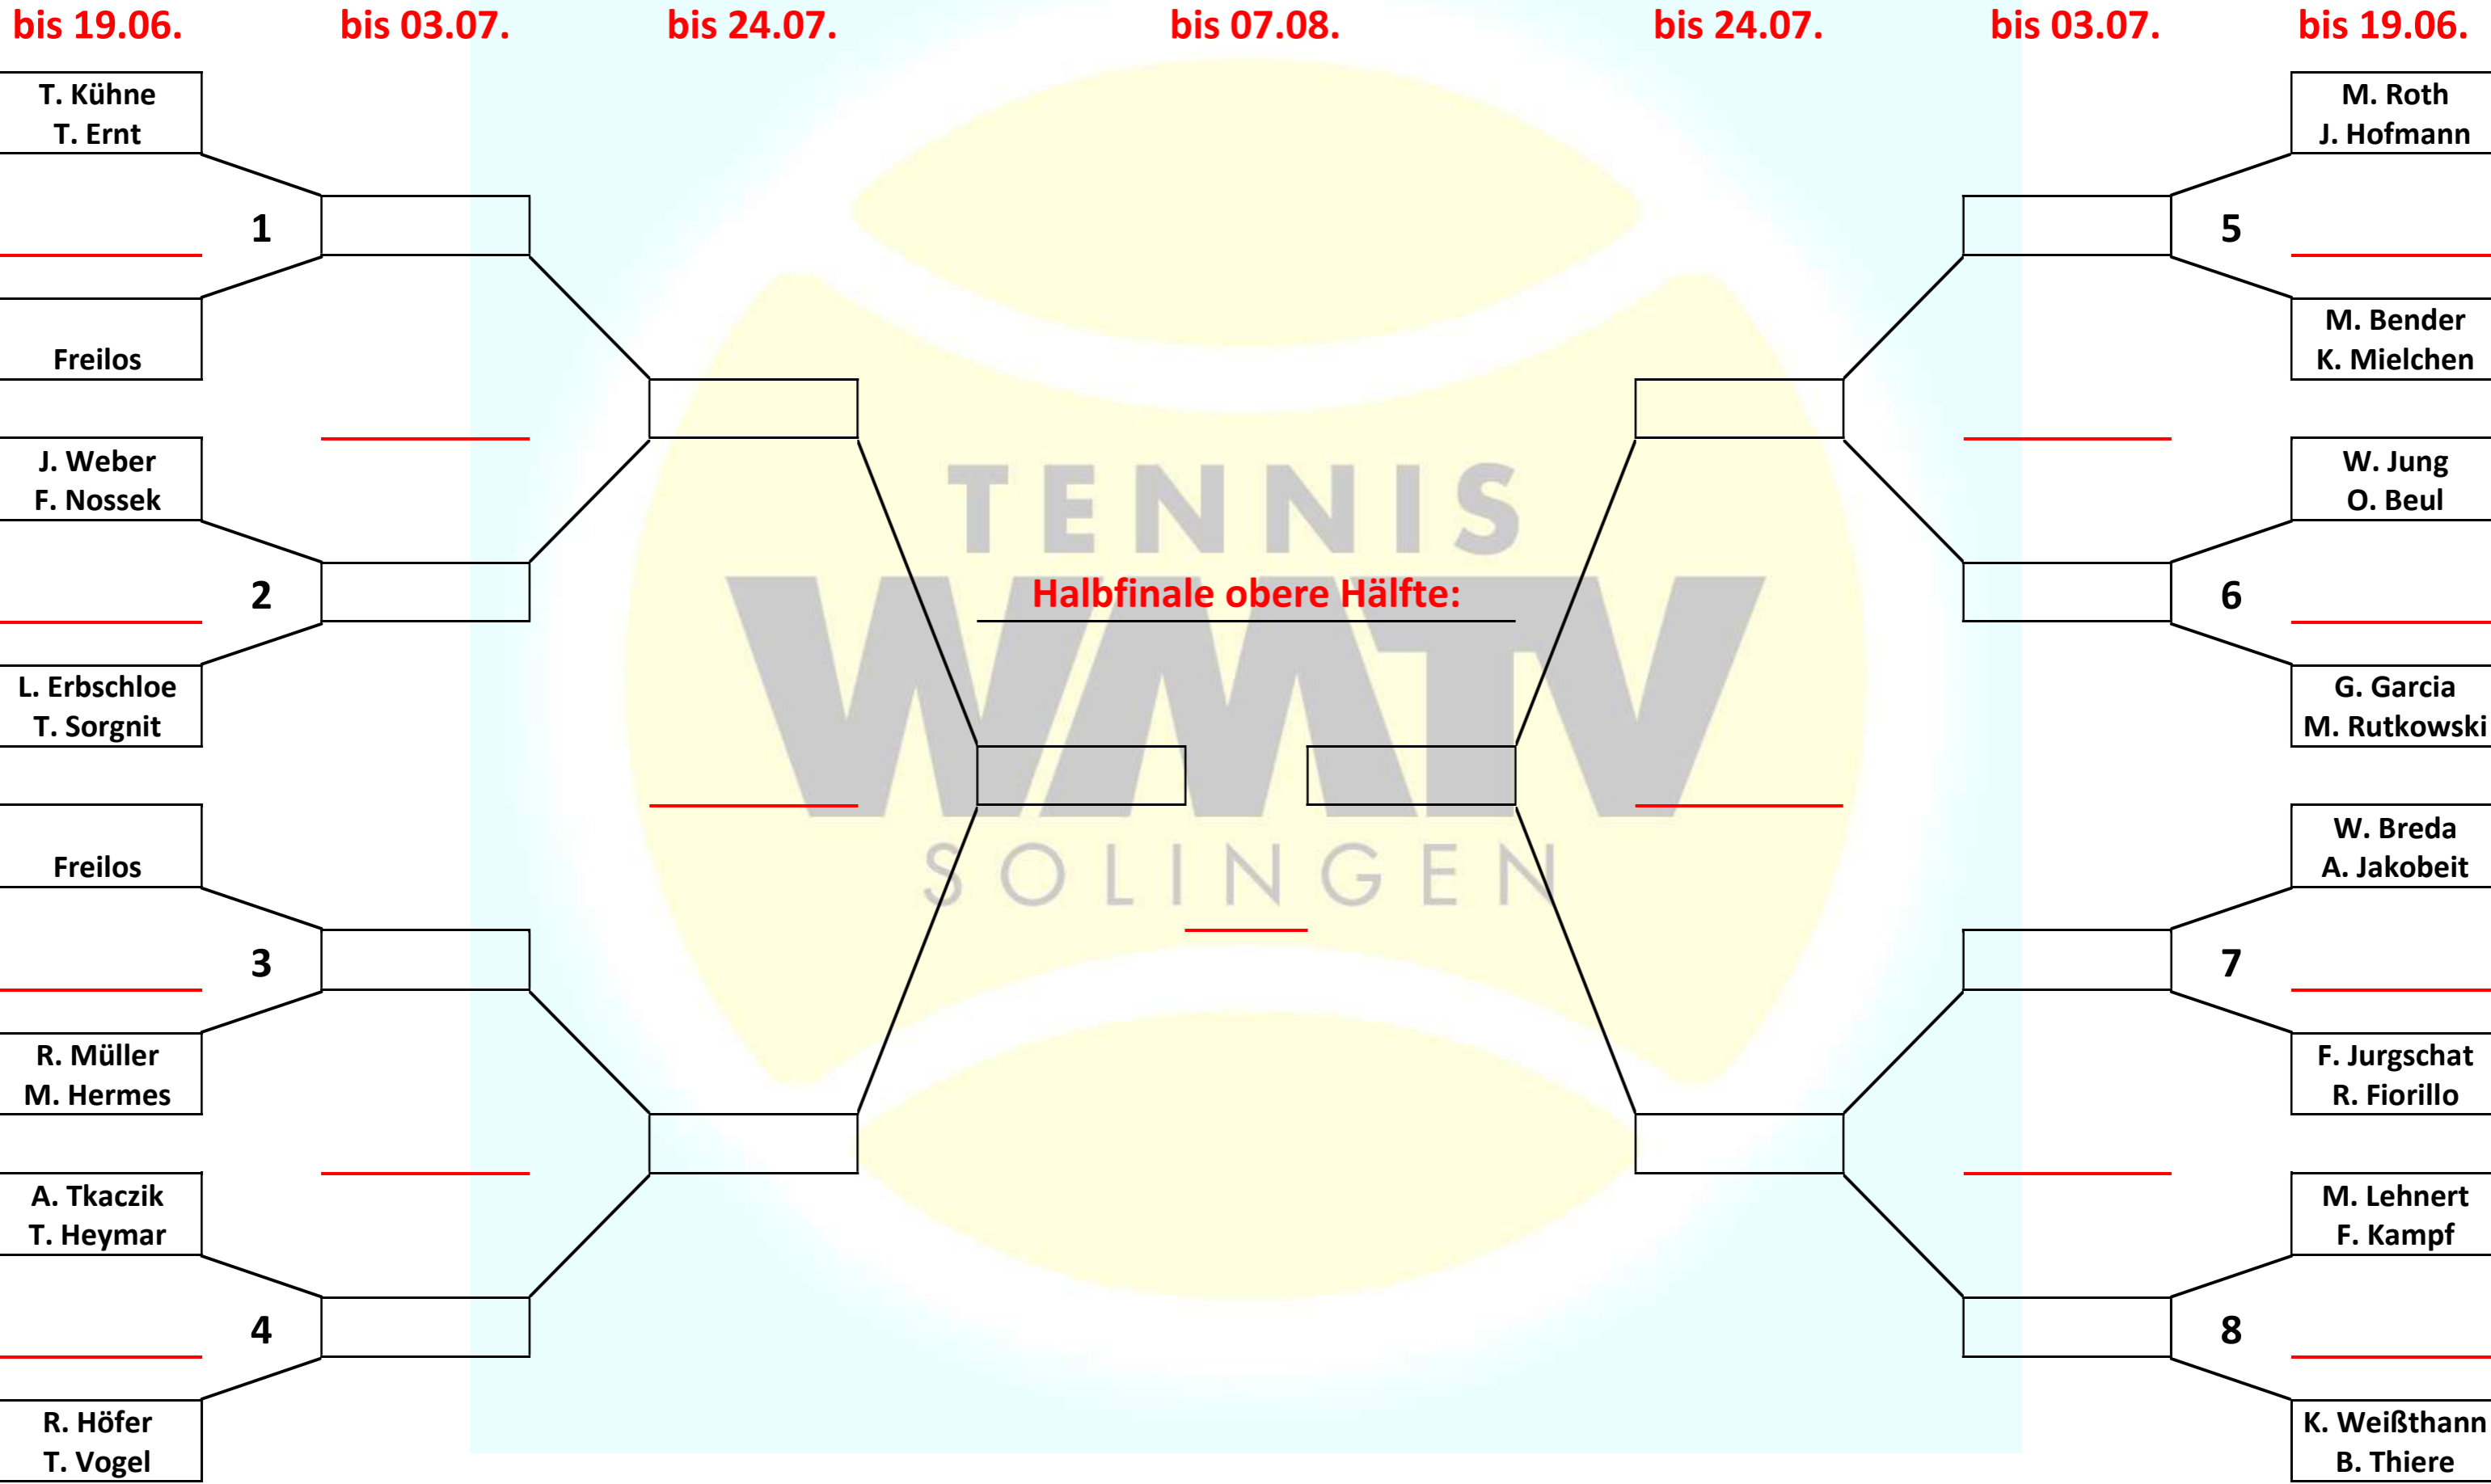 bis 19.06. bis 03.07. bis 24.07. bis 07.08. bis 24.07. bis 03.07. bis 19.06.
T. Kühne
T. Ernt
1
Freilos
J. Weber
F. Nossek
2
L. Erbschloe
T. Sorgnit
Freilos
3
R. Müller
M. Hermes
A. Tkaczik
T. Heymar
4
R. Höfer
T. Vogel
TENNIS
Halbfinale obere Hälfte:
WMTV
SOLINGEN
M. Roth
J. Hofmann
5
M. Bender
K. Mielchen
W. Jung
O. Beul
6
G. Garcia
M. Rutkowski
W. Breda
A. Jakobeit
7
F. Jurgschat
R. Fiorillo
M. Lehnert
F. Kampf
8
K. Weißthann
B. Thiere